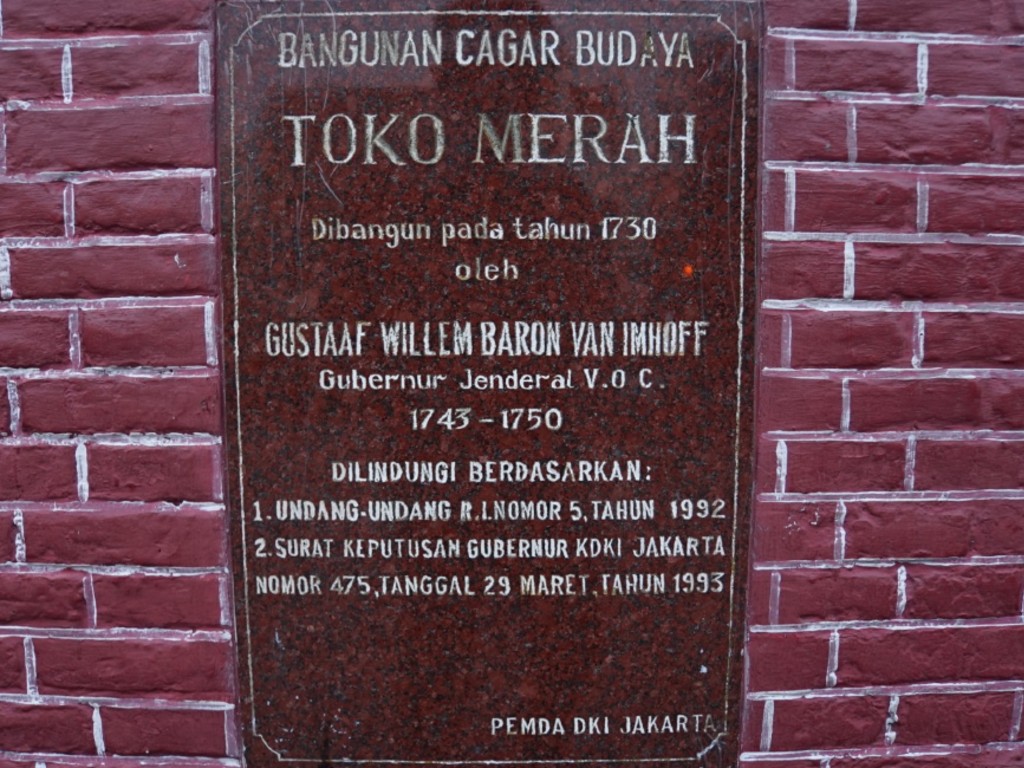 BANGUNAN CAGAR BUDAYA
TOKO MERAH
Dibangun pada tahun 1730
oleh
GUSTAAF WILLEM BARON VAN IMHOFF
Gubernur Jenderal V.O C.
1743 - 1750
DILINDUNGI BERDASARKAN:
1. UNDANG-UNDANG R.I.NOMOR 5, TAHUN 1992
2. SURAT KEPUTUSAN GUBERNUR KDKI JAKARTA
NOMOR 475, TANGGAL 29 MARET, TAHUN 1993
PEMDA DKI JAKARTA